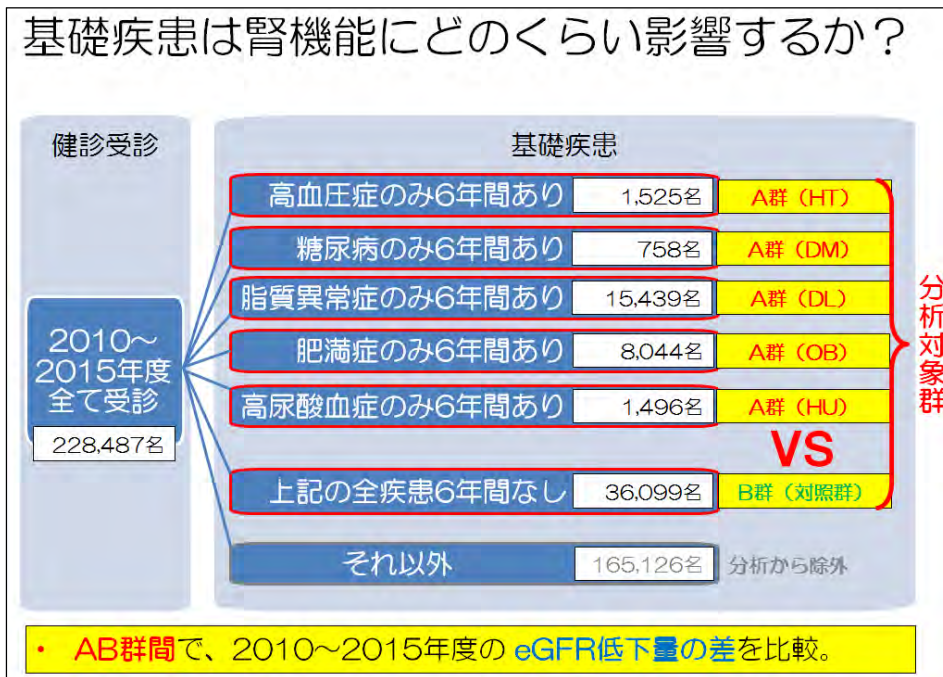 基礎疾患は腎機能にどのくらい影響するか？
健診受診
基礎疾患
2010〜
2015年度
全て受診
228,487名
高血圧症のみ6年間あり 1,525名 A群（HT）
糖尿病のみ6年間あり 758名 A群（DM）
脂質異常症のみ6年間あり 15,439名 A群（DL）
肥満症のみ6年間あり 8,044名 A群（OB）
高尿酸血症のみ6年間あり 1,496名 A群（HU）
VS
上記の全疾患6年間なし 36,099名 B群（対照群）
それ以外 165,126名 分析から除外
分析対象群
・ AB群間で、2010〜2015年度の eGFR低下量の差を比較。